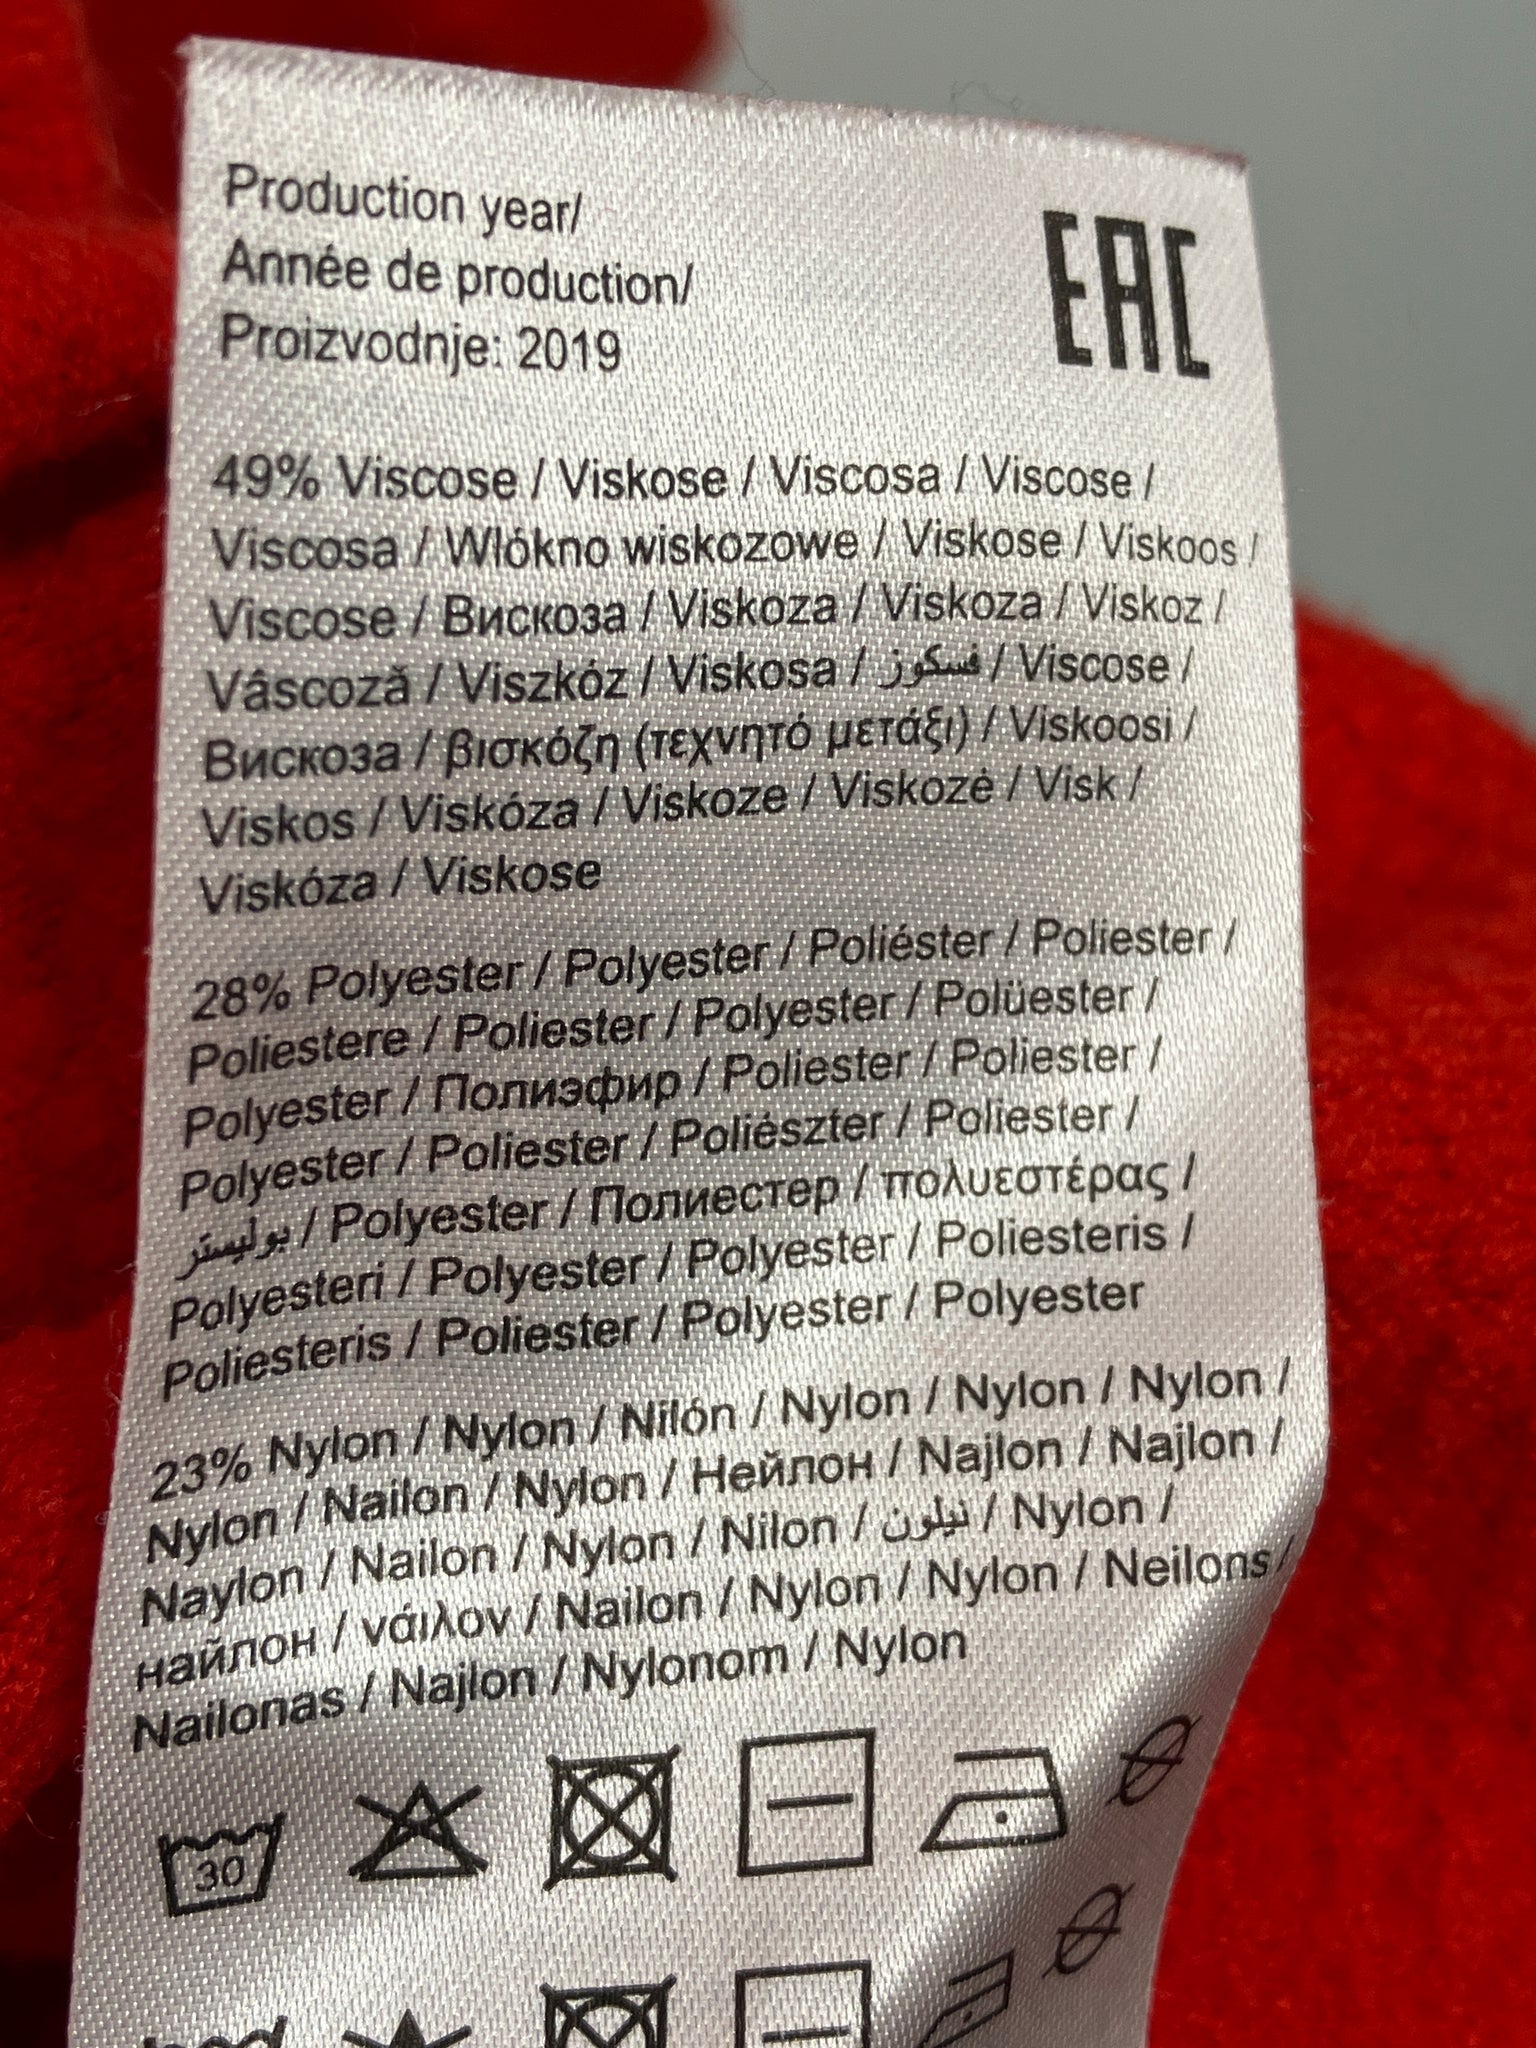 Production year/
Année de production/
Proizvodnje: 2019
EAC
49% Viscose / Viskose / Viscosa / Viscose /
Viscosa / Wlókno wiskozowe / Viskose / Viskoos /
Viscose / Вискоза / Viskoza / Viskoza / Viskoz /
Vâscoză / Viszkóz / Viskosa / فسكوز / Viscose /
Вискоза / βισκόζη (τεχνητό μετάξι) / Viskoosi /
Viskos / Viskóza / Viskoze / Viskozė / Visk /
Viskóza / Viskose
28% Polyester / Polyester / Poliéster / Poliester /
Poliestere / Poliester / Polyester / Polüester /
Polyester / Полиэфир / Poliester / Poliester /
Polyester / Poliester / Poliészter / Poliester /
بوليستر / Polyester / Полиестер / πολυεστέρας /
Polyesteri / Polyester / Polyester / Poliesteris /
Poliesteris / Poliester / Polyester / Polyester
23% Nylon / Nylon / Nilón / Nylon / Nylon / Nylon /
Nylon / Nailon / Nylon / Нейлон / Najlon / Najlon /
Naylon / Nailon / Nylon / Nilon / نيلون / Nylon /
найлон / νάιλον / Nailon / Nylon / Nylon / Neilons /
Nailonas / Najlon / Nylonom / Nylon
30